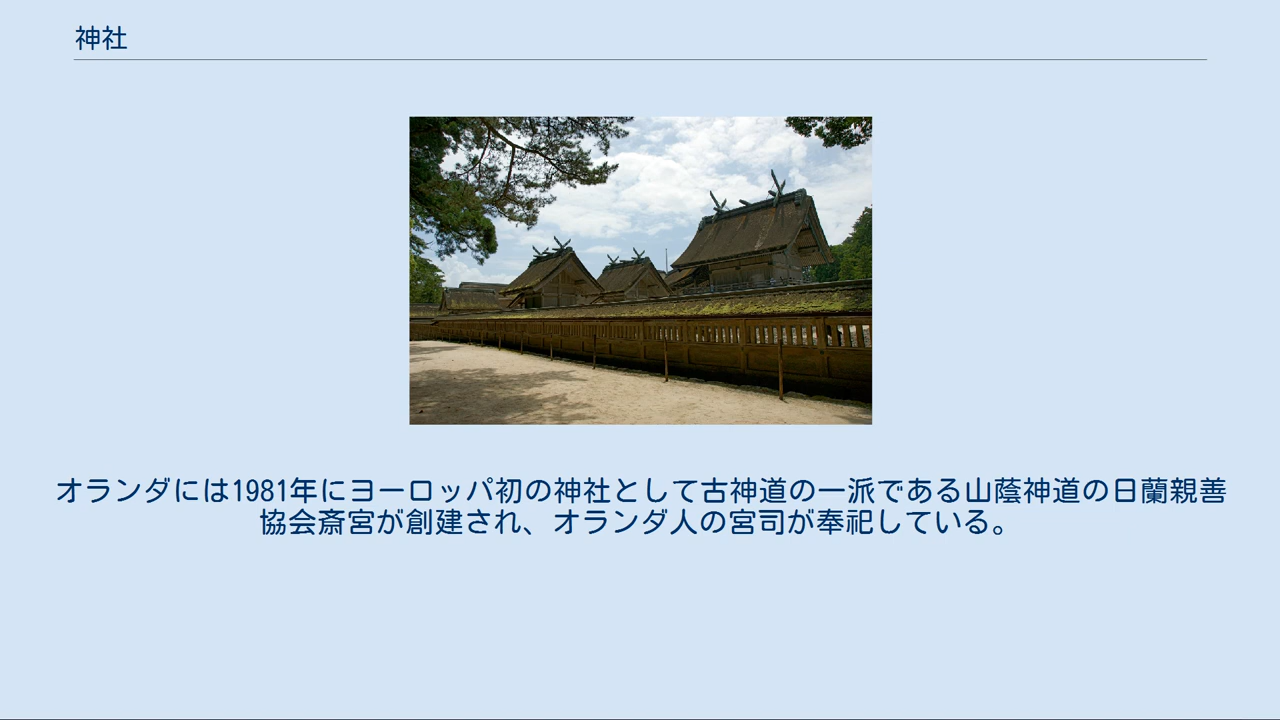 神社
オランダには1981年にヨーロッパ初の神社として古神道の一派である山蔭神道の日蘭親善
協会斎宮が創建され、オランダ人の宮司が奉祀している。